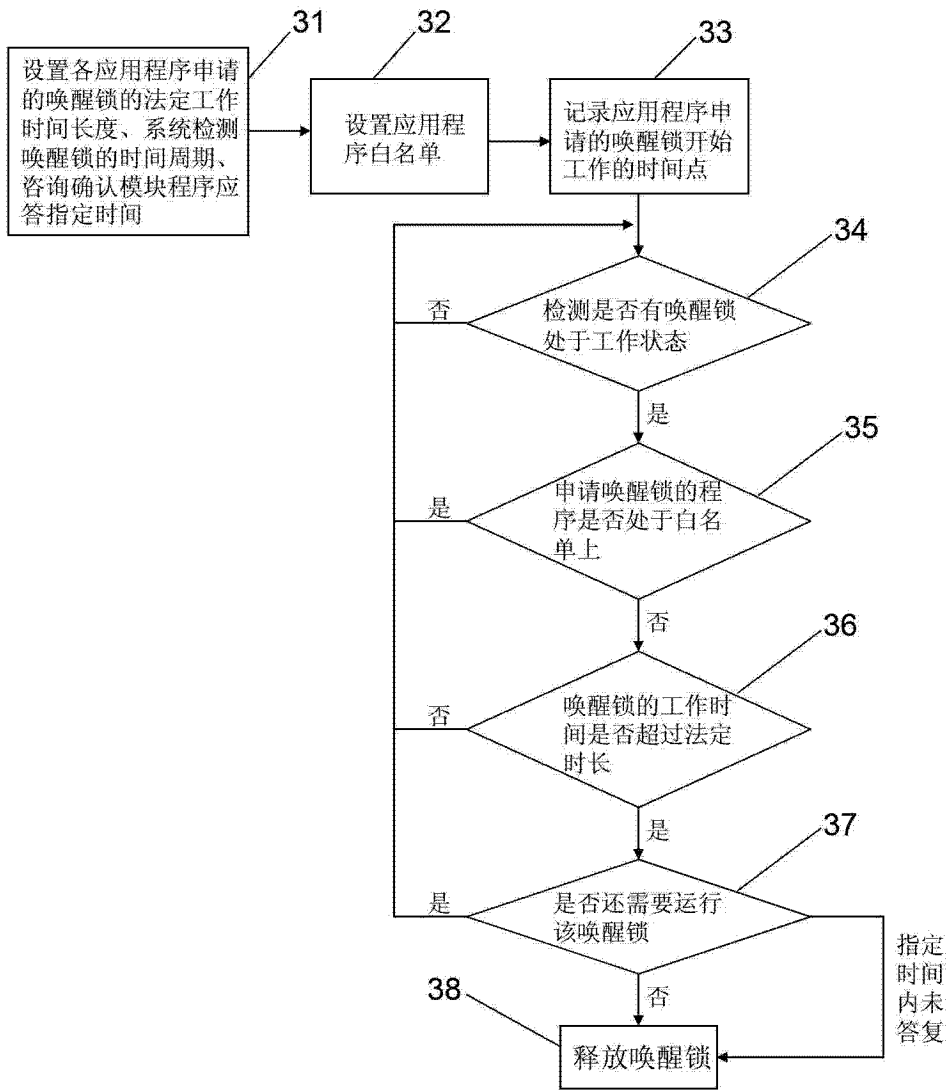 31
设置各应用程序申请
的唤醒锁的法定工作
时间长度、系统检测
唤醒锁的时间周期、
咨询确认模块程序应
答指定时间
32
设置应用程
序白名单
33
记录应用程序申
请的唤醒锁开始
工作的时间点
34
检测是否有唤醒锁
处于工作状态
否
是
35
申请唤醒锁的程
序是否处于白名
单上
是
否
36
唤醒锁的工作时
间是否超过法定
时长
否
是
37
是否还需要运行
该唤醒锁
是
否
指定
时间
内未
答复
38
释放唤醒锁